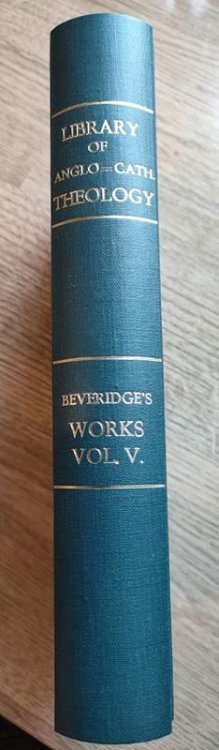 LIBRARY
OF
ANGLO=CATH.
THEOLOGY
BEVERIDGE'S
WORKS
VOL. V.